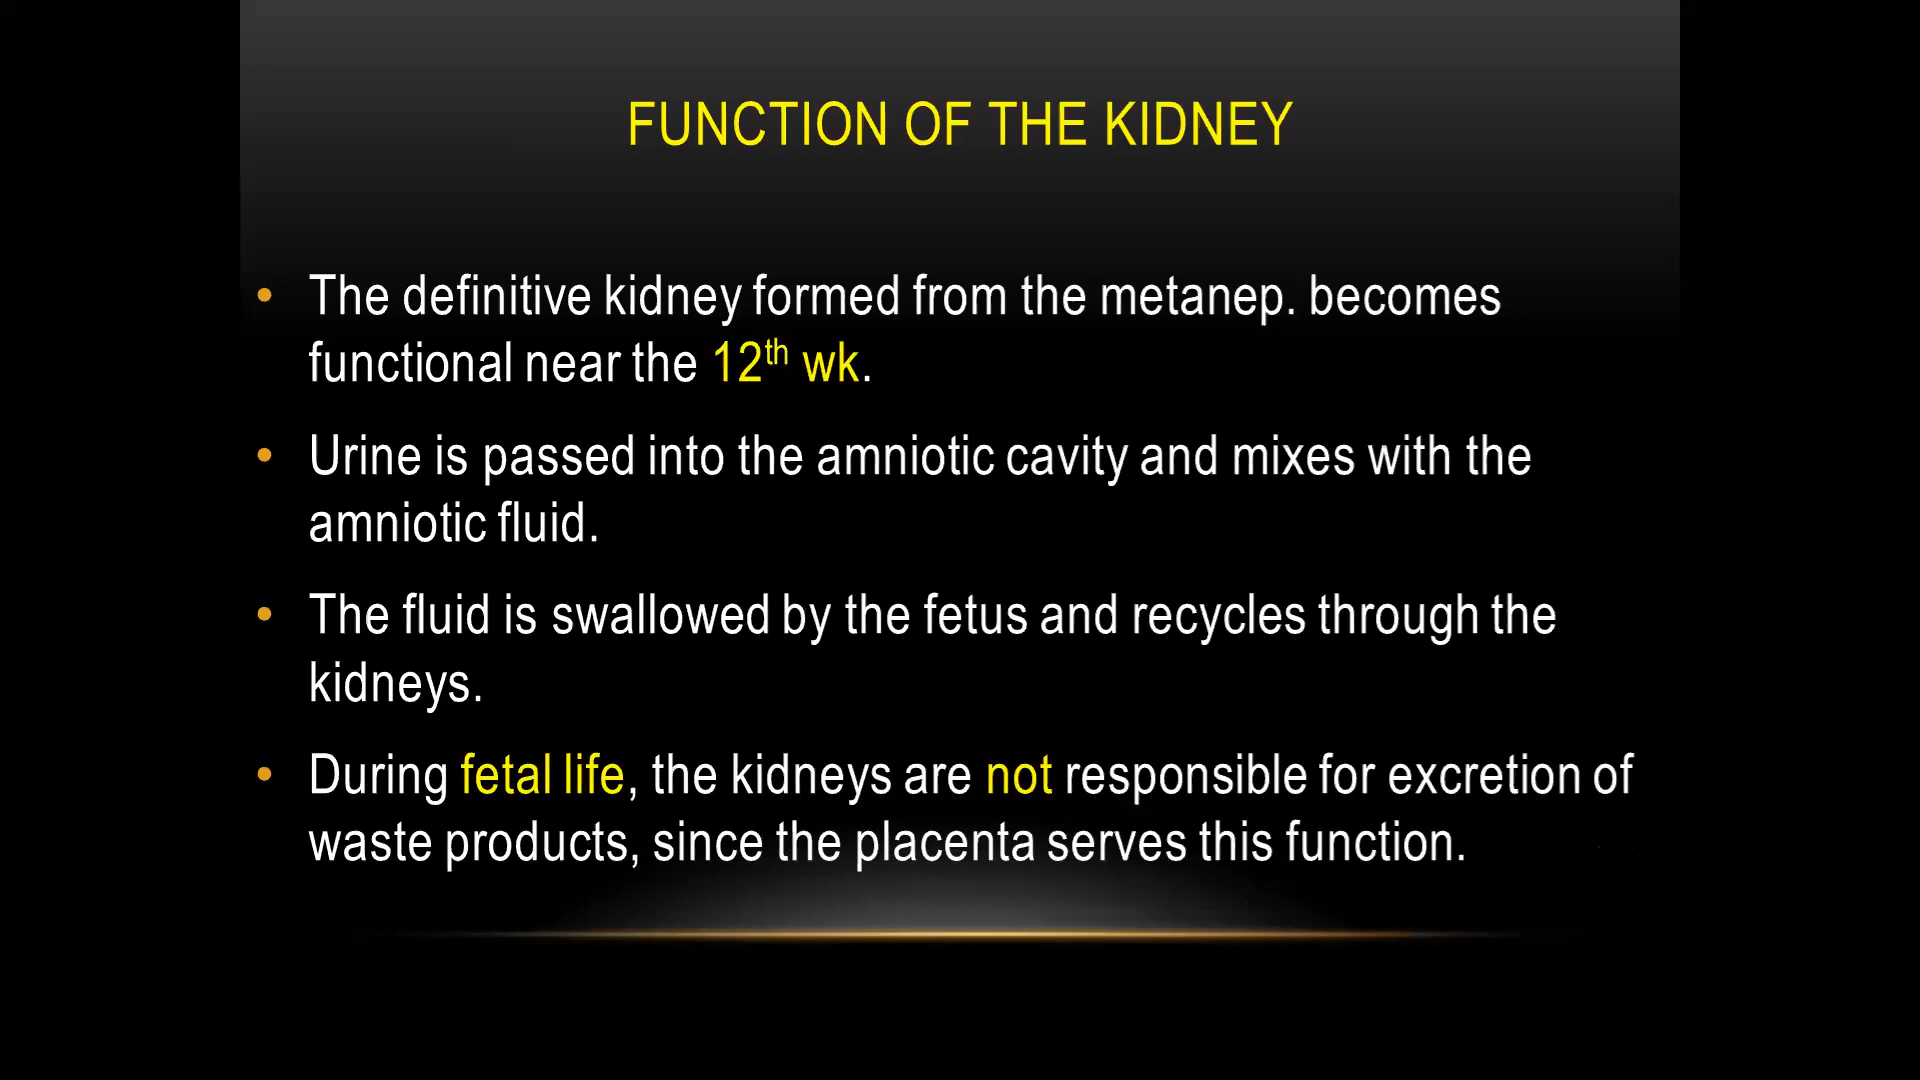 FUNCTION OF THE KIDNEY
• The definitive kidney formed from the metanep. becomes
functional near the 12th wk.
• Urine is passed into the amniotic cavity and mixes with the
amniotic fluid.
• The fluid is swallowed by the fetus and recycles through the
kidneys.
• During fetal life, the kidneys are not responsible for excretion of
waste products, since the placenta serves this function.